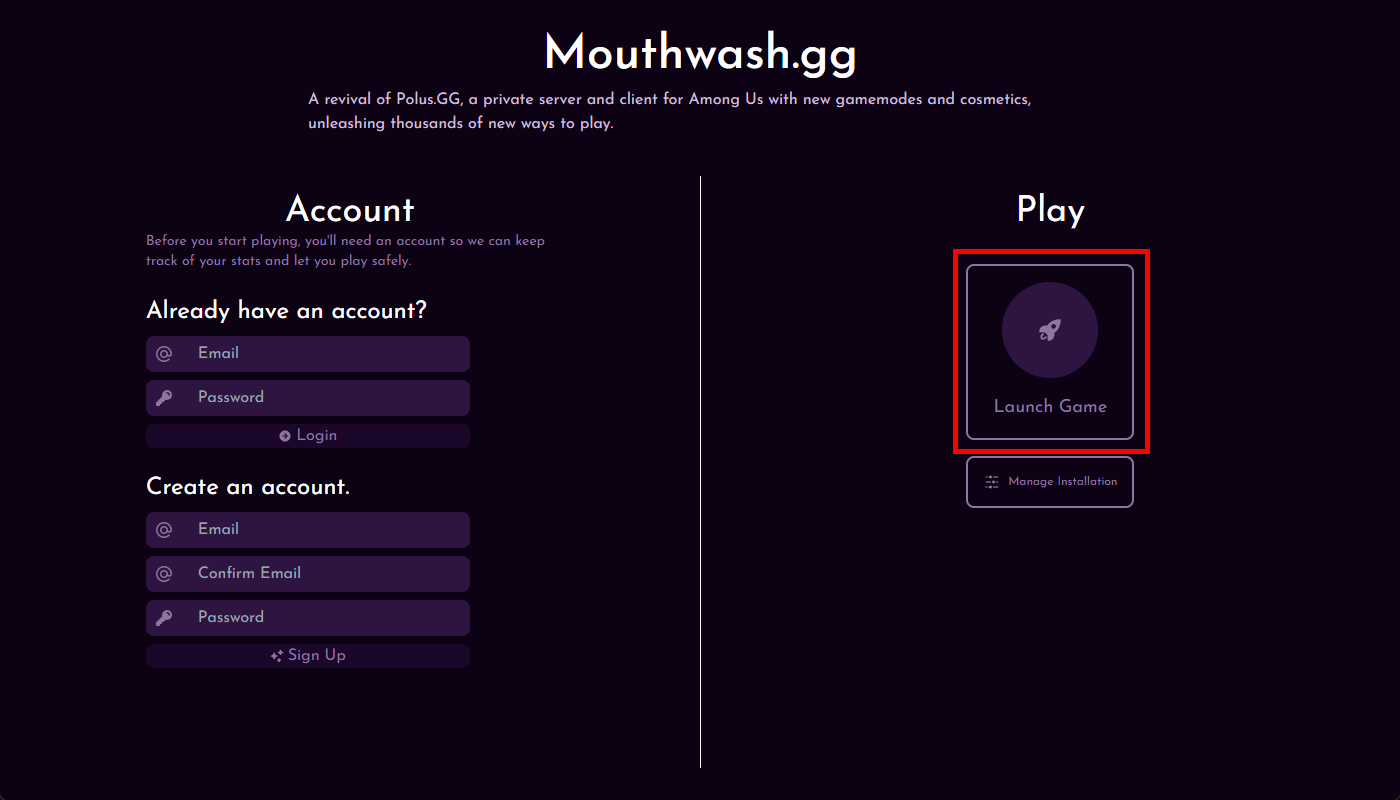 Mouthwash.gg
A revival of Polus.GG, a private server and client for Among Us with new gamemodes and cosmetics,
unleashing thousands of new ways to play.
Account
Before you start playing, you'll need an account so we can keep
track of your stats and let you play safely.
Already have an account?
Email
Password
Login
Create an account.
Email
Confirm Email
Password
Sign Up
Play
Launch Game
Manage Installation